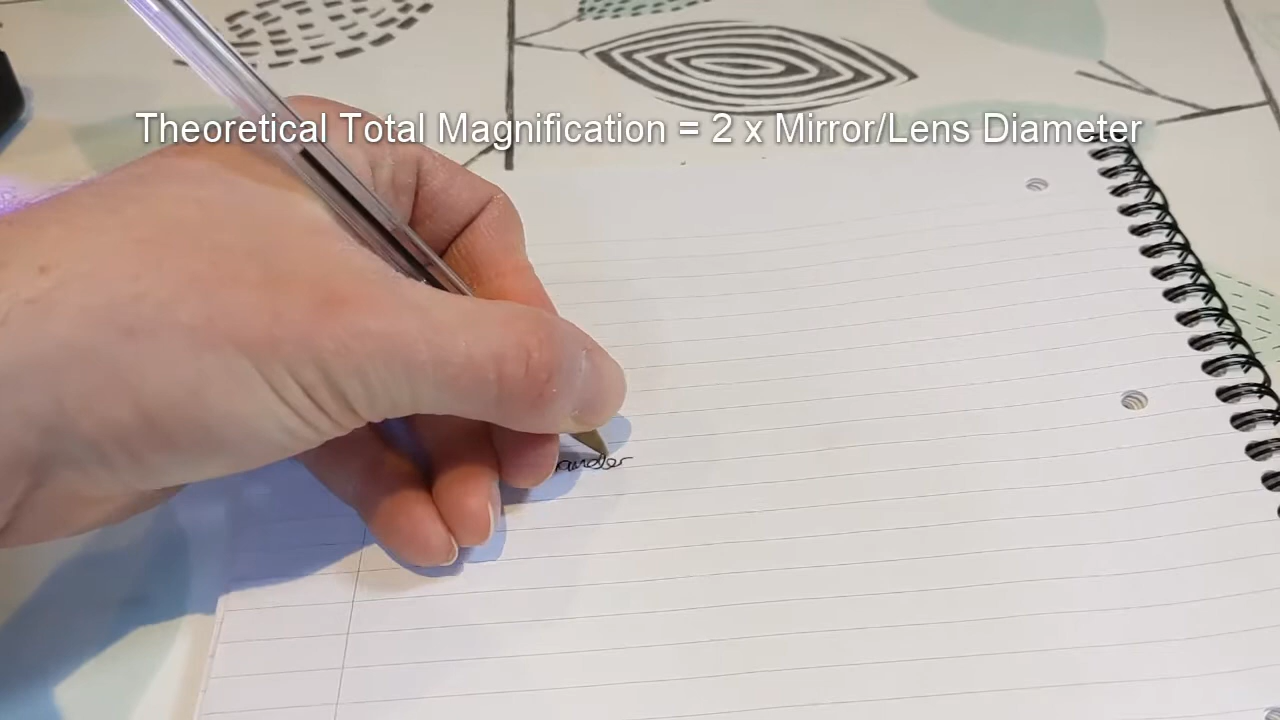 Theoretical Total Magnification = 2 x Mirror/Lens Diameter